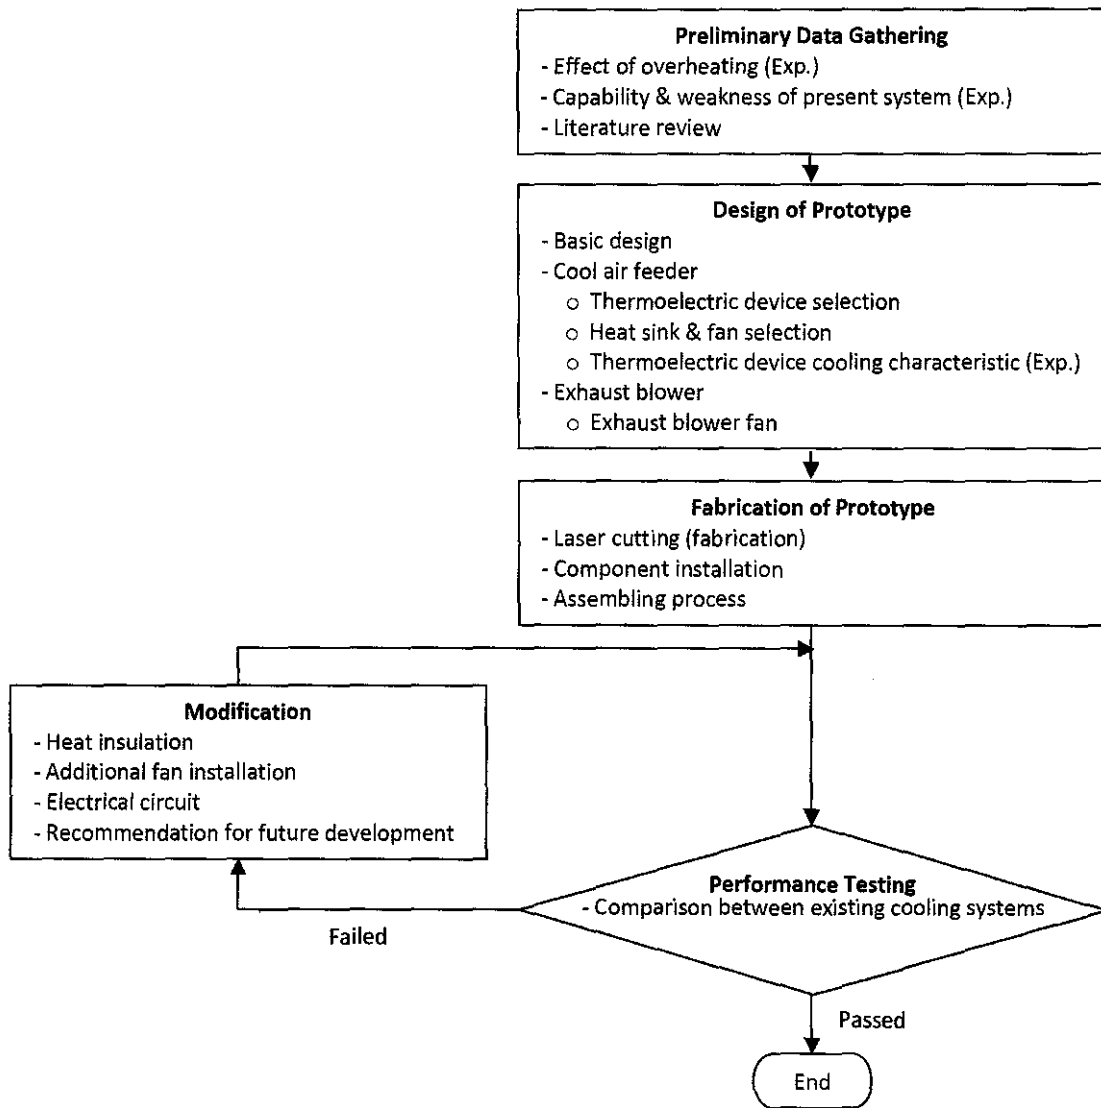 Preliminary Data Gathering
- Effect of overheating (Exp.)
- Capability & weakness of present system (Exp.)
- Literature review
Design of Prototype
- Basic design
- Cool air feeder
o Thermoelectric device selection
o Heat sink & fan selection
o Thermoelectric device cooling characteristic (Exp.)
- Exhaust blower
o Exhaust blower fan
Fabrication of Prototype
- Laser cutting (fabrication)
- Component installation
- Assembling process
Modification
- Heat insulation
- Additional fan installation
- Electrical circuit
- Recommendation for future development
Performance Testing
- Comparison between existing cooling systems
Failed
Passed
End